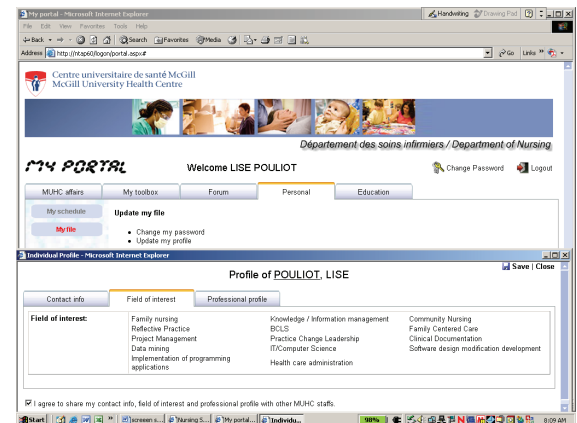 My portal - Microsoft Internet Explorer
Handwriting Drawing Pad
File Edit View Favorites Tools Help
Back Search Favorites Media
Address http://ntap60/logon/portal.aspx# Go Links »
Centre universitaire de santé McGill
McGill University Health Centre
Département des soins infirmiers / Department of Nursing
MY PORTAL Welcome LISE POULIOT Change Password Logout
MUHC affairs My toolbox Forum Personal Education
My schedule Update my file
My file • Change my password
• Update my profile
Individual Profile - Microsoft Internet Explorer
Profile of POULIOT, LISE Save | Close
Contact info Field of interest Professional profile
Field of interest: Family nursing Knowledge / Information management Community Nursing
Reflective Practice BCLS Family Centered Care
Project Management Practice Change Leadership Clinical Documentation
Data mining IT/Computer Science Software design modification development
Implementation of programming applications Health care administration
I agree to share my contact info, field of interest and professional profile with other MUHC staffs.
Start » screen s... Nursing S... My portal... Individu... 98% 8:09 AM